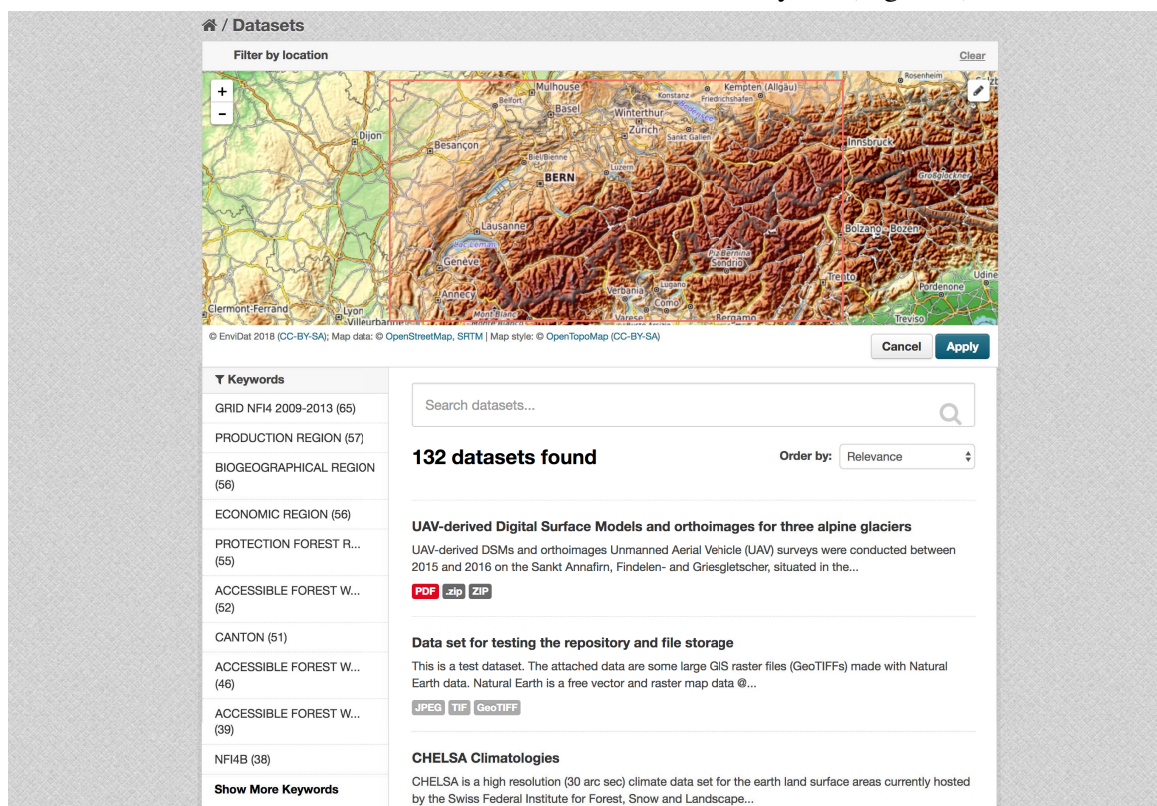 / Datasets
Filter by location
Clear
+
-
Mulhouse
Belfort
Basel
Konstanz
Friedrichshafen
Kempten (Allgäu)
Rosenheim
Winterthur
Zürich
Sankt Gallen
Dijon
Besançon
Biel/Bienne
BERN
Luzern
Innsbruck
Großglockner
Lausanne
Bolzano - Bozen
Genève
Piz Bernina
Sondrio
Annecy
Verbania
Lugano
Como
Trento
Udine
Pordenone
Clermont-Ferrand
Lyon
Villeurbanne
Mont Blanc
Varese
Bergamo
Treviso
© EnviDat 2018 (CC-BY-SA); Map data: © OpenStreetMap, SRTM | Map style: © OpenTopoMap (CC-BY-SA)
Cancel
Apply
Keywords
GRID NFI4 2009-2013 (65)
PRODUCTION REGION (57)
BIOGEOGRAPHICAL REGION
(56)
ECONOMIC REGION (56)
PROTECTION FOREST R...
(55)
ACCESSIBLE FOREST W...
(52)
CANTON (51)
ACCESSIBLE FOREST W...
(46)
ACCESSIBLE FOREST W...
(39)
NFI4B (38)
Show More Keywords
Search datasets...
132 datasets found
Order by: Relevance
UAV-derived Digital Surface Models and orthoimages for three alpine glaciers
UAV-derived DSMs and orthoimages Unmanned Aerial Vehicle (UAV) surveys were conducted between
2015 and 2016 on the Sankt Annafirn, Findelen- and Griesgletscher, situated in the...
PDF .zip ZIP
Data set for testing the repository and file storage
This is a test dataset. The attached data are some large GIS raster files (GeoTIFFs) made with Natural
Earth data. Natural Earth is a free vector and raster map data @...
JPEG TIF GeoTIFF
CHELSA Climatologies
CHELSA is a high resolution (30 arc sec) climate data set for the earth land surface areas currently hosted
by the Swiss Federal Institute for Forest, Snow and Landscape...